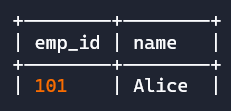 +--------+--------+
| emp_id | name   |
+--------+--------+
| 101    | Alice  |